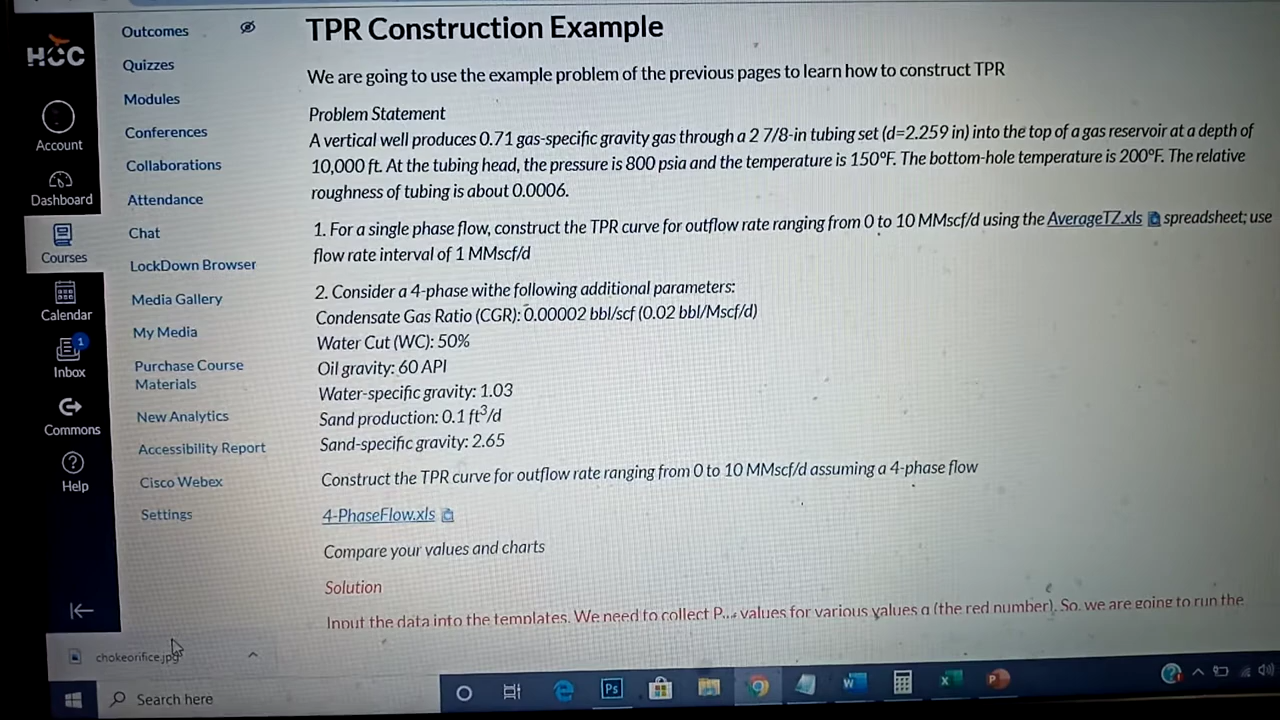 HCC
Account
Dashboard
Courses
Calendar
1
Inbox
Commons
Help
Outcomes
Quizzes
Modules
Conferences
Collaborations
Attendance
Chat
LockDown Browser
Media Gallery
My Media
Purchase Course
Materials
New Analytics
Accessibility Report
Cisco Webex
Settings
TPR Construction Example
We are going to use the example problem of the previous pages to learn how to construct TPR
Problem Statement
A vertical well produces 0.71 gas-specific gravity gas through a 2 7/8-in tubing set (d=2.259 in) into the top of a gas reservoir at a depth of
10,000 ft. At the tubing head, the pressure is 800 psia and the temperature is 150°F. The bottom-hole temperature is 200°F. The relative
roughness of tubing is about 0.0006.
1. For a single phase flow, construct the TPR curve for outflow rate ranging from 0 to 10 MMscf/d using the AverageTZ.xls spreadsheet; use
flow rate interval of 1 MMscf/d
2. Consider a 4-phase withe following additional parameters:
Condensate Gas Ratio (CGR): 0.00002 bbl/scf (0.02 bbl/Mscf/d)
Water Cut (WC): 50%
Oil gravity: 60 API
Water-specific gravity: 1.03
Sand production: 0.1 ft³/d
Sand-specific gravity: 2.65
Construct the TPR curve for outflow rate ranging from 0 to 10 MMscf/d assuming a 4-phase flow
4-PhaseFlow.xls
Compare your values and charts
Solution
Input the data into the templates. We need to collect values for various values q (the red number). So, we are going to run the
chokeorifice.jpg
Search here
Ps
W
X
P